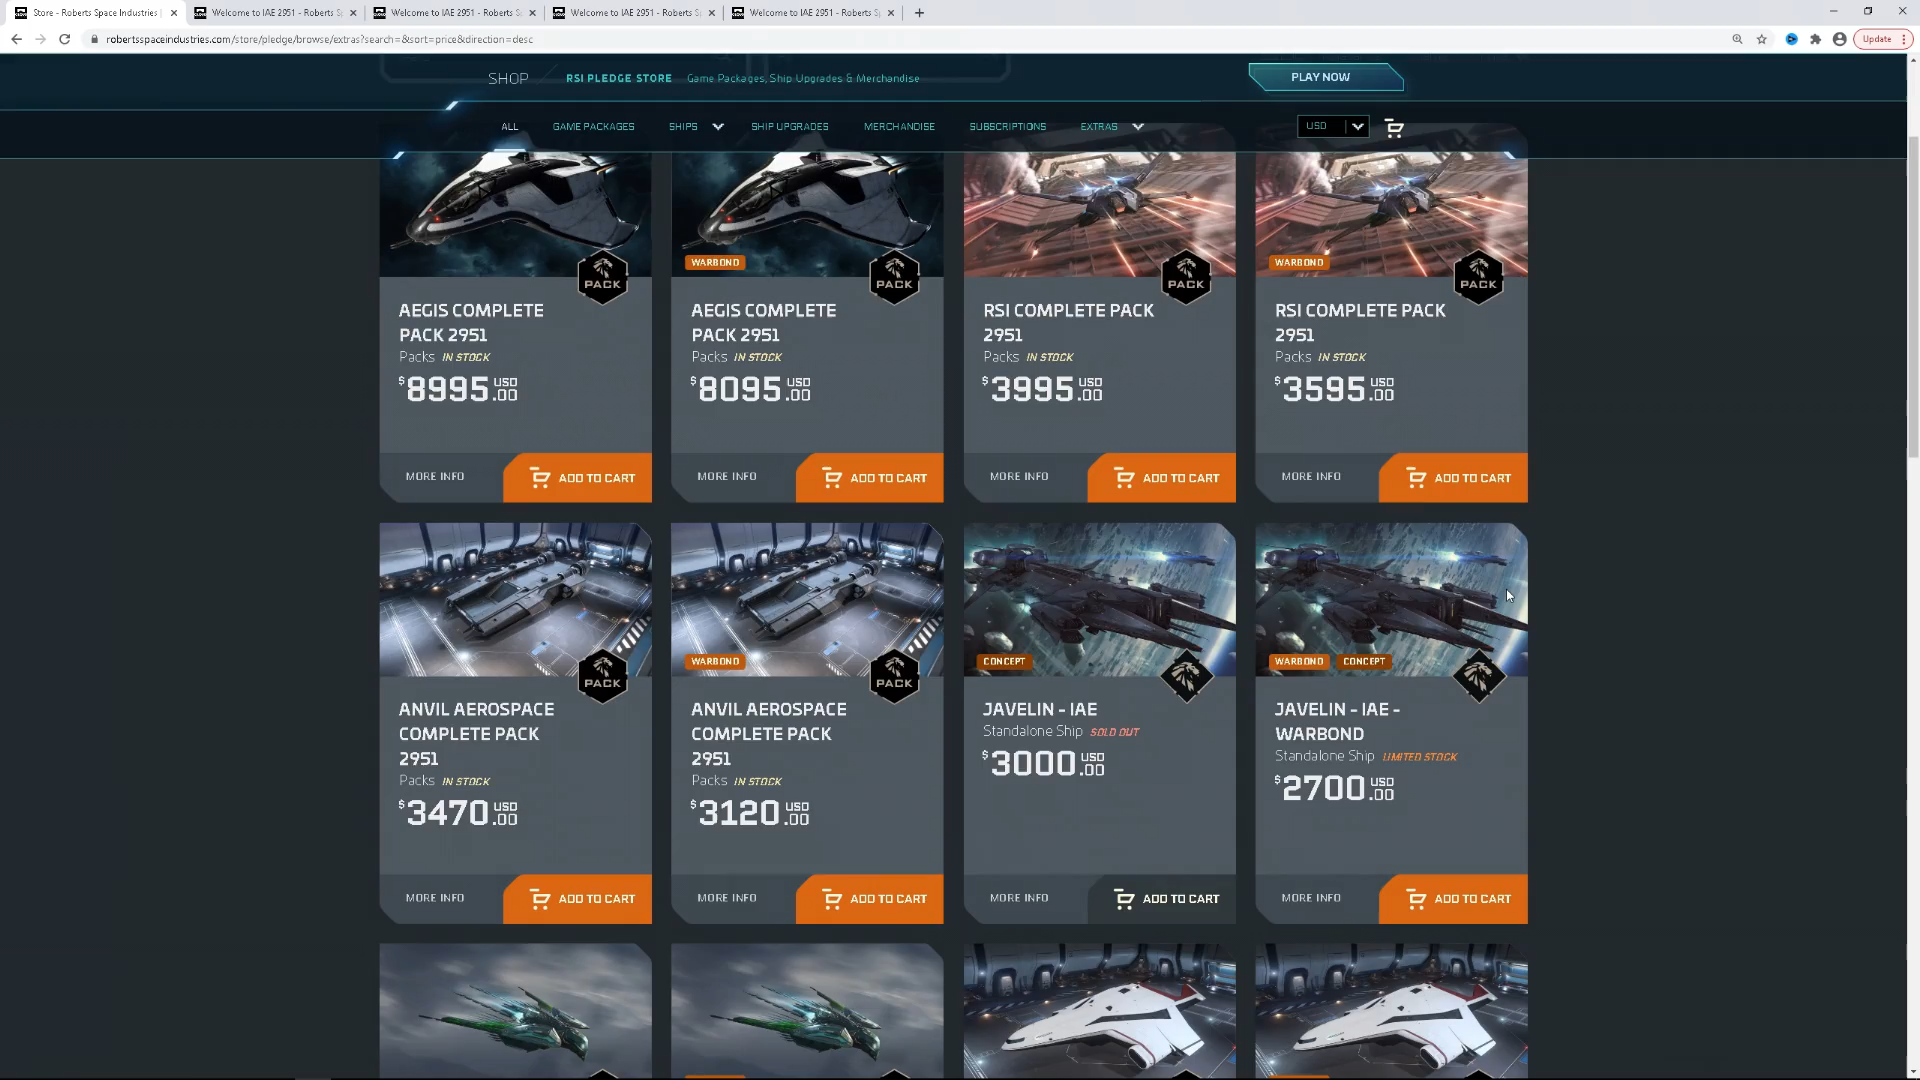 Store - Roberts Space Industries |
Welcome to IAE 2951 - Roberts S
Welcome to IAE 2951 - Roberts S
Welcome to IAE 2951 - Roberts S
Welcome to IAE 2951 - Roberts S
robertsspaceindustries.com/store/pledge/browse/extras?search=&sort=price&direction=desc
Update
SHOP
RSI PLEDGE STORE
Game Packages, Ship Upgrades & Merchandise
PLAY NOW
ALL
GAME PACKAGES
SHIPS
SHIP UPGRADES
MERCHANDISE
SUBSCRIPTIONS
EXTRAS
USD
PACK
AEGIS COMPLETE
PACK 2951
Packs IN STOCK
$8995.00 USD
MORE INFO
ADD TO CART
WARBOND
PACK
AEGIS COMPLETE
PACK 2951
Packs IN STOCK
$8095.00 USD
MORE INFO
ADD TO CART
PACK
RSI COMPLETE PACK
2951
Packs IN STOCK
$3995.00 USD
MORE INFO
ADD TO CART
WARBOND
PACK
RSI COMPLETE PACK
2951
Packs IN STOCK
$3595.00 USD
MORE INFO
ADD TO CART
PACK
ANVIL AEROSPACE
COMPLETE PACK
2951
Packs IN STOCK
$3470.00 USD
MORE INFO
ADD TO CART
WARBOND
PACK
ANVIL AEROSPACE
COMPLETE PACK
2951
Packs IN STOCK
$3120.00 USD
MORE INFO
ADD TO CART
CONCEPT
JAVELIN - IAE
Standalone Ship SOLD OUT
$3000.00 USD
MORE INFO
ADD TO CART
WARBOND CONCEPT
JAVELIN - IAE -
WARBOND
Standalone Ship LIMITED STOCK
$2700.00 USD
MORE INFO
ADD TO CART